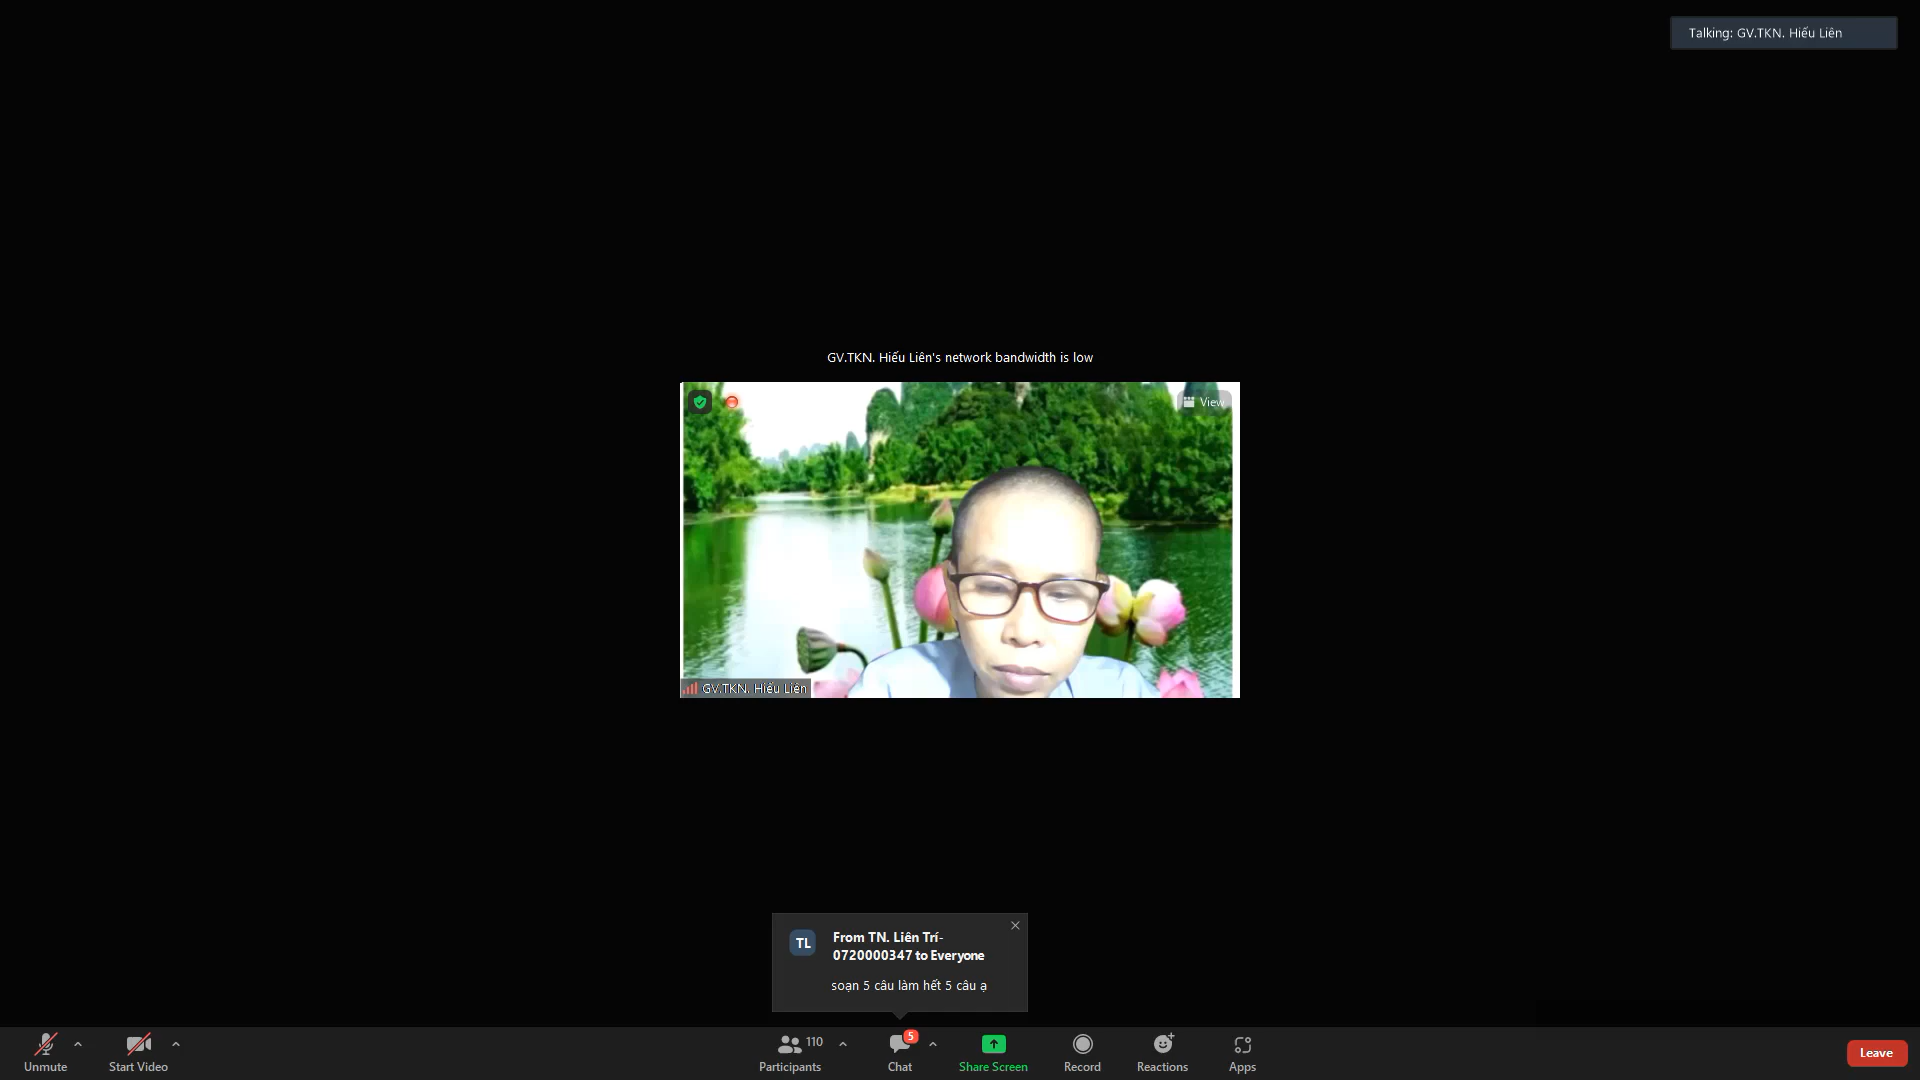 Talking: GV.TKN. Hiếu Liên
GV.TKN. Hiếu Liên's network bandwidth is low
View
GV.TKN. Hiếu Liên
TL
From TN. Liên Trí-
0720000347 to Everyone
soạn 5 câu làm hết 5 câu ạ
Unmute
Start Video
110
Participants
5
Chat
Share Screen
Record
Reactions
Apps
Leave